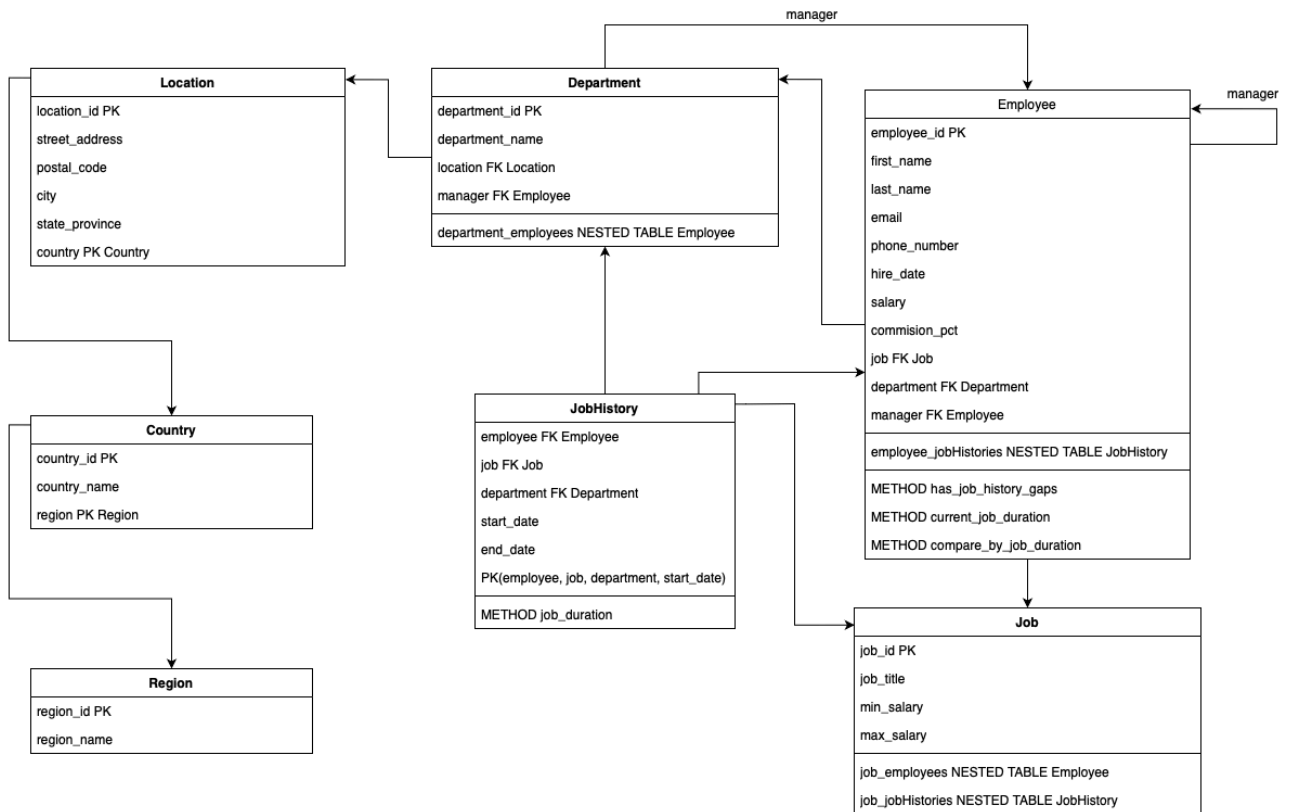 manager
Location
location_id PK
street_address
postal_code
city
state_province
country PK Country
Department
department_id PK
department_name
location FK Location
manager FK Employee
department_employees NESTED TABLE Employee
Employee
manager
employee_id PK
first_name
last_name
email
phone_number
hire_date
salary
commision_pct
job FK Job
department FK Department
manager FK Employee
employee_jobHistories NESTED TABLE JobHistory
METHOD has_job_history_gaps
METHOD current_job_duration
METHOD compare_by_job_duration
JobHistory
employee FK Employee
job FK Job
department FK Department
start_date
end_date
PK(employee, job, department, start_date)
METHOD job_duration
Country
country_id PK
country_name
region PK Region
Region
region_id PK
region_name
Job
job_id PK
job_title
min_salary
max_salary
job_employees NESTED TABLE Employee
job_jobHistories NESTED TABLE JobHistory